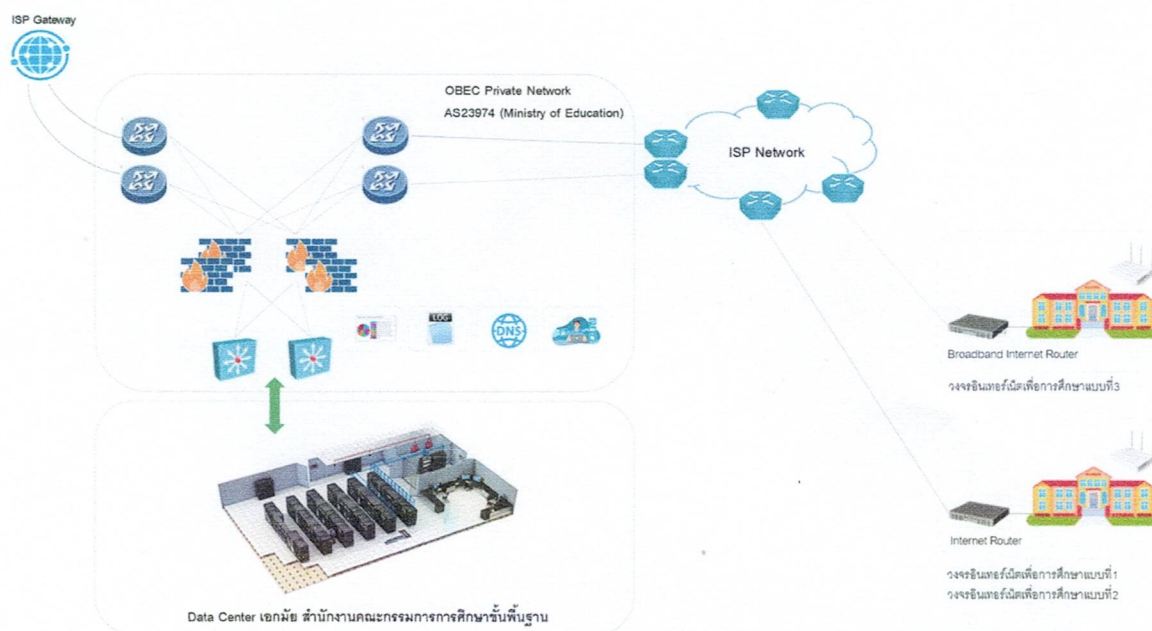 ISP Gateway
OBEC Private Network
AS23974 (Ministry of Education)
ISP Network
LOG
DNS
Broadband Internet Router
วงจรอินเทอร์เน็ตเพื่อการศึกษาแบบที่3
Internet Router
วงจรอินเทอร์เน็ตเพื่อการศึกษาแบบที่1
วงจรอินเทอร์เน็ตเพื่อการศึกษาแบบที่2
Data Center เอกมัย สำนักงานคณะกรรมการการศึกษาขั้นพื้นฐาน